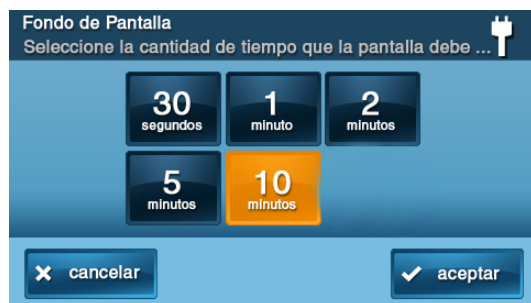 Fondo de Pantalla
Seleccione la cantidad de tiempo que la pantalla debe ...
30
segundos
1
minuto
2
minutos
5
minutos
10
minutos
cancelar
aceptar